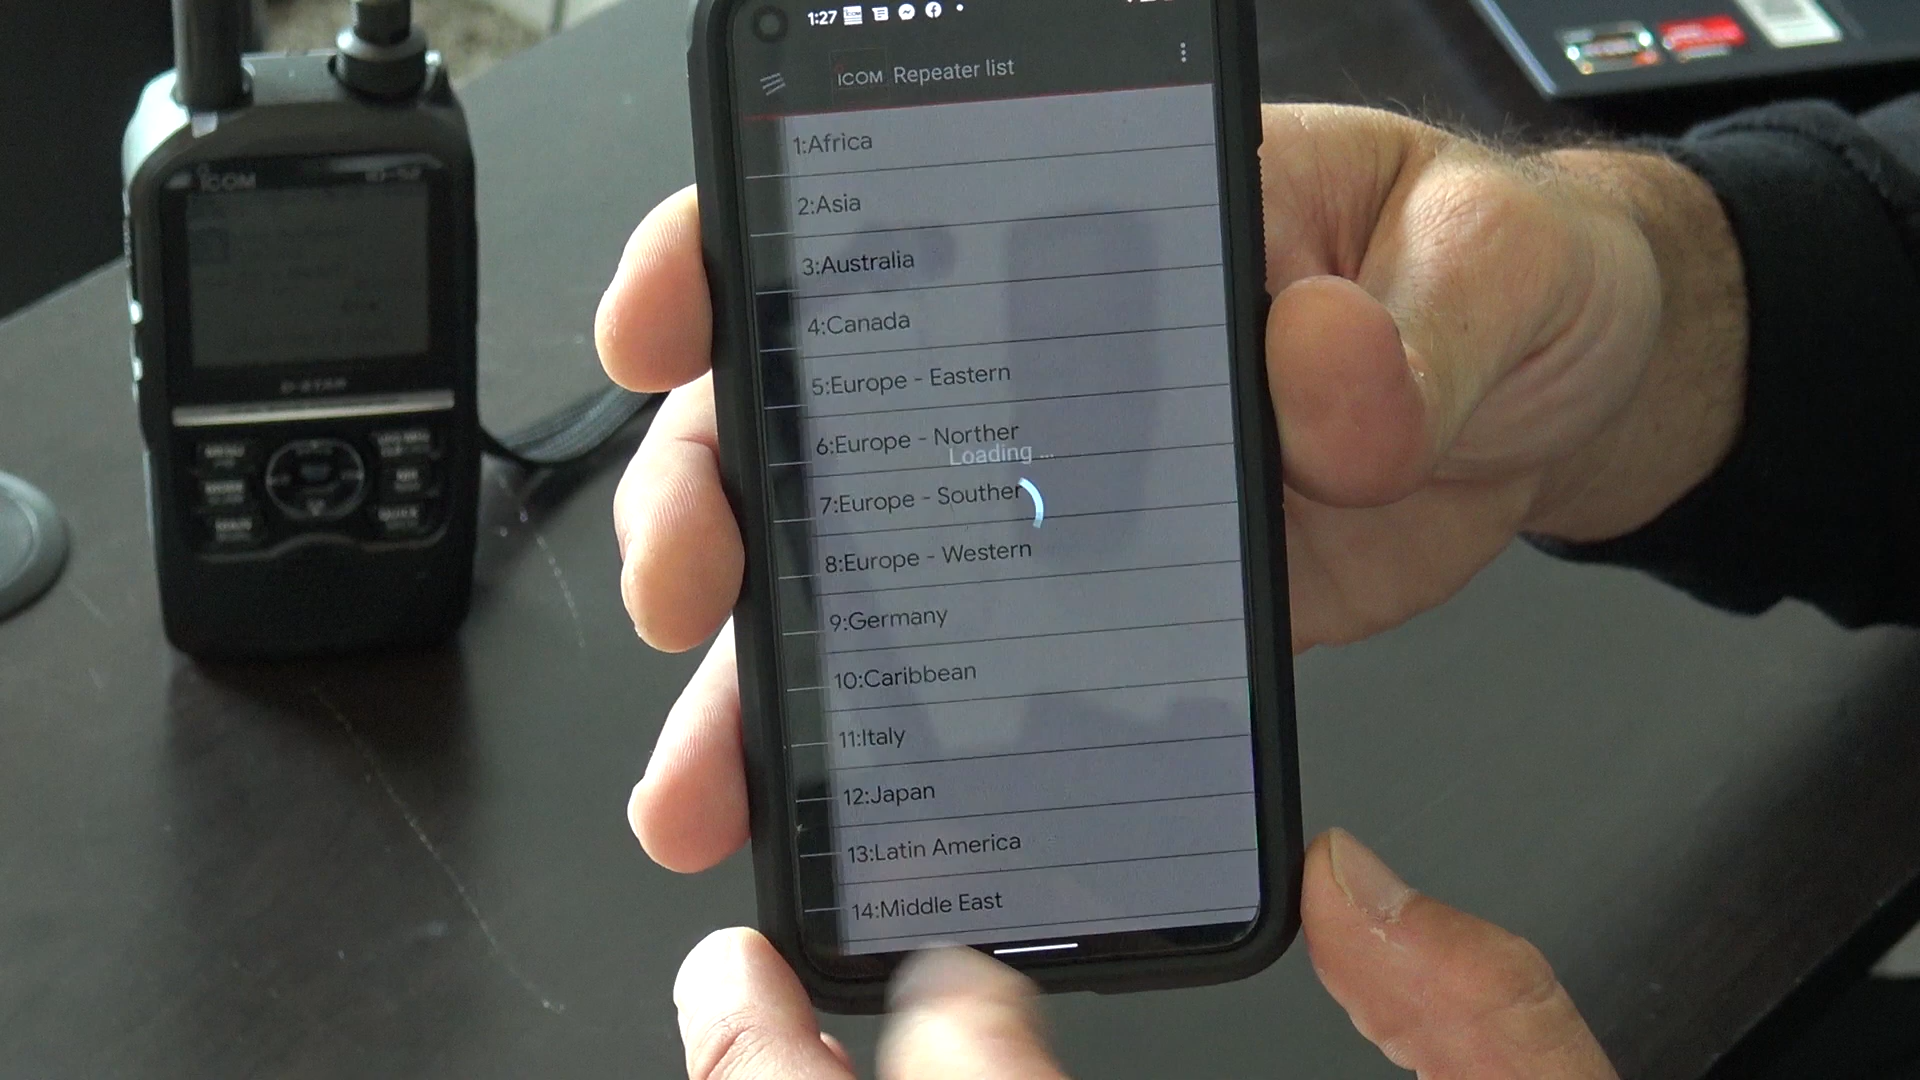 1:27
ICOM Repeater list
1:Africa
2:Asia
3:Australia
4:Canada
5:Europe - Eastern
6:Europe - Norther
Loading ...
7:Europe - Souther
8:Europe - Western
9:Germany
10:Caribbean
11:Italy
12:Japan
13:Latin America
14:Middle East
ICOM
D-STAR
MENU
QUICK